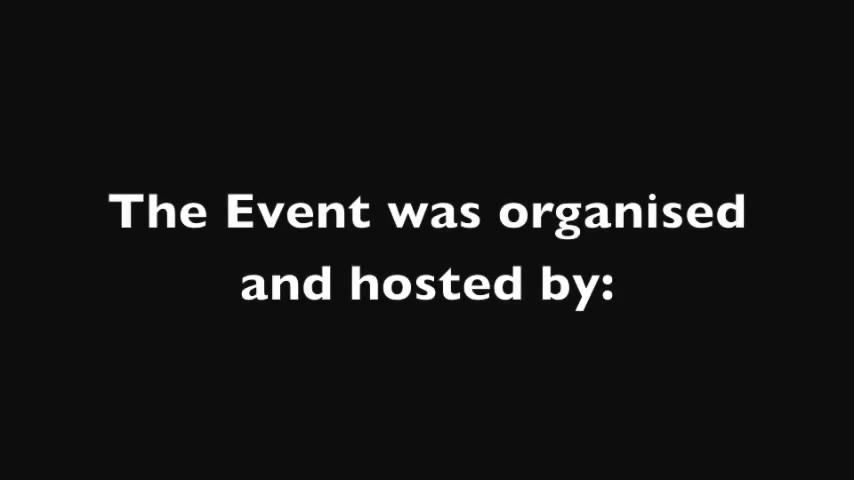 The Event was organised
and hosted by: